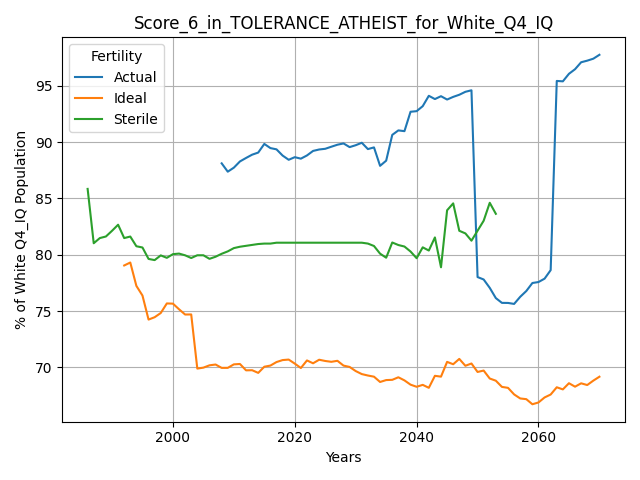 Score_6_in_TOLERANCE_ATHEIST_for_White_Q4_IQ
Fertility
Actual
Ideal
Sterile
% of White Q4_IQ Population
95
90
85
80
75
70
2000
2020
2040
2060
Years